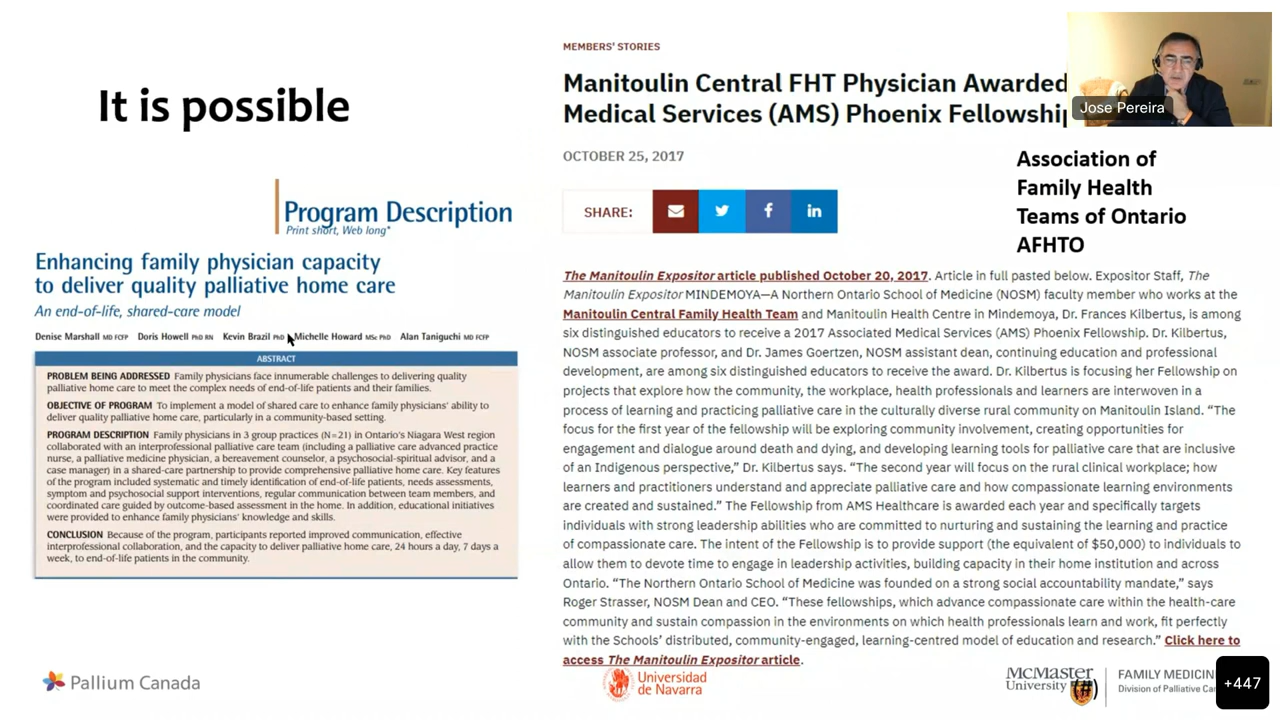 It is possible
Program Description
Print short, Web long*
Enhancing family physician capacity
to deliver quality palliative home care
An end-of-life, shared-care model
Denise Marshall MD FCFP Doris Howell PhD RN Kevin Brazil PhD Michelle Howard MSc PhD Alan Taniguchi MD FCFP
ABSTRACT
PROBLEM BEING ADDRESSED Family physicians face innumerable challenges to delivering quality
palliative home care to meet the complex needs of end-of-life patients and their families.
OBJECTIVE OF PROGRAM To implement a model of shared care to enhance family physicians' ability to
deliver quality palliative home care, particularly in a community-based setting.
PROGRAM DESCRIPTION Family physicians in 3 group practices (N=21) in Ontario's Niagara West region
collaborated with an interprofessional palliative care team (including a palliative care advanced practice
nurse, a palliative medicine physician, a bereavement counselor, a psychosocial-spiritual advisor, and a
case manager) in a shared-care partnership to provide comprehensive palliative home care. Key features
of the program included systematic and timely identification of end-of-life patients, needs assessments,
symptom and psychosocial support interventions, regular communication between team members, and
coordinated care guided by outcome-based assessment in the home. In addition, educational initiatives
were provided to enhance family physicians' knowledge and skills.
CONCLUSION Because of the program, participants reported improved communication, effective
interprofessional collaboration, and the capacity to deliver palliative home care, 24 hours a day, 7 days a
week, to end-of-life patients in the community.
MEMBERS' STORIES
Manitoulin Central FHT Physician Awarded
Medical Services (AMS) Phoenix Fellowship
OCTOBER 25, 2017
SHARE:
f
in
Jose Pereira
Association of
Family Health
Teams of Ontario
AFHTO
The Manitoulin Expositor article published October 20, 2017. Article in full pasted below. Expositor Staff, The
Manitoulin Expositor MINDEMOYA—A Northern Ontario School of Medicine (NOSM) faculty member who works at the
Manitoulin Central Family Health Team and Manitoulin Health Centre in Mindemoya, Dr. Frances Kilbertus, is among
six distinguished educators to receive a 2017 Associated Medical Services (AMS) Phoenix Fellowship. Dr. Kilbertus,
NOSM associate professor, and Dr. James Goertzen, NOSM assistant dean, continuing education and professional
development, are among six distinguished educators to receive the award. Dr. Kilbertus is focusing her Fellowship on
projects that explore how the community, the workplace, health professionals and learners are interwoven in a
process of learning and practicing palliative care in the culturally diverse rural community on Manitoulin Island. “The
focus for the first year of the fellowship will be exploring community involvement, creating opportunities for
engagement and dialogue around death and dying, and developing learning tools for palliative care that are inclusive
of an Indigenous perspective,” Dr. Kilbertus says. “The second year will focus on the rural clinical workplace; how
learners and practitioners understand and appreciate palliative care and how compassionate learning environments
are created and sustained.” The Fellowship from AMS Healthcare is awarded each year and specifically targets
individuals with strong leadership abilities who are committed to nurturing and sustaining the learning and practice
of compassionate care. The intent of the Fellowship is to provide support (the equivalent of $50,000) to individuals to
allow them to devote time to engage in leadership activities, building capacity in their home institution and across
Ontario. “The Northern Ontario School of Medicine was founded on a strong social accountability mandate,” says
Roger Strasser, NOSM Dean and CEO. “These fellowships, which advance compassionate care within the health-care
community and sustain compassion in the environments on which health professionals learn and work, fit perfectly
with the Schools’ distributed, community-engaged, learning-centred model of education and research.” Click here to
access The Manitoulin Expositor article.
Pallium Canada
Universidad
de Navarra
McMaster
University
FAMILY MEDICIN
Division of Palliative Ca
+447